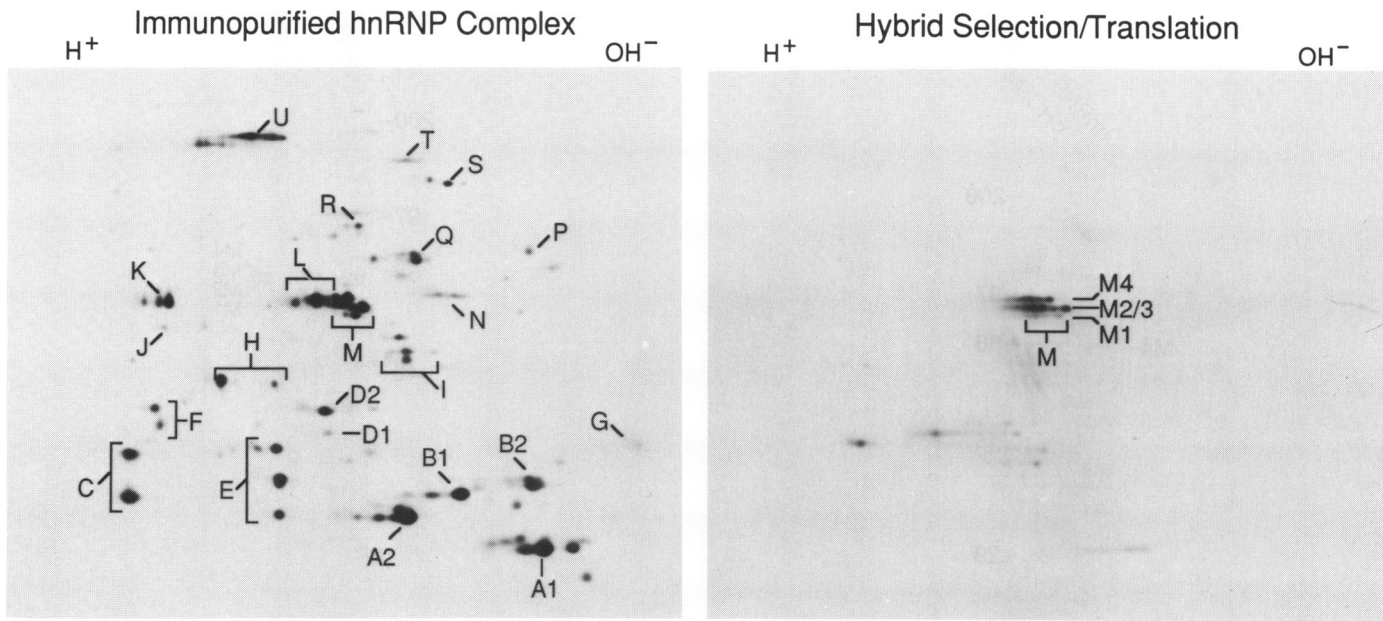 Immunopurified hnRNP Complex
H+ OH−
U
T
S
R
Q
P
L
K
N
J
H
M
I
D2
F
D1
G
B2
B1
C
E
A2
A1
Hybrid Selection/Translation
H+ OH−
M4
M2/3
M1
M